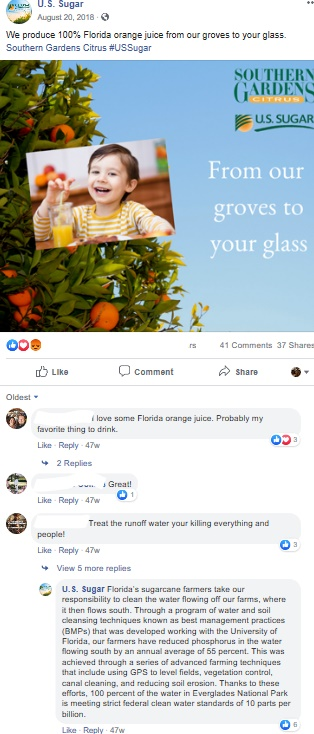 U.S. Sugar
August 20, 2018 ·
We produce 100% Florida orange juice from our groves to your glass.
Southern Gardens Citrus #USSugar
SOUTHERN
GARDENS
CITRUS
U.S. SUGAR
From our
groves to
your glass
rs 41 Comments 37 Shares
Like Comment Share
Oldest
I love some Florida orange juice. Probably my
favorite thing to drink.
3
Like · Reply · 47w
2 Replies
Great!
1
Like · Reply · 47w
Treat the runoff water your killing everything and
people!
3
Like · Reply · 47w
View 5 more replies
U.S. Sugar Florida's sugarcane farmers take our
responsibility to clean the water flowing off our farms, where
it then flows south. Through a program of water and soil
cleansing techniques known as best management practices
(BMPs) that was developed working with the University of
Florida, our farmers have reduced phosphorus in the water
flowing south by an annual average of 55 percent. This was
achieved through a series of advanced farming techniques
that include using GPS to level fields, vegetation control,
canal cleaning, and reducing soil erosion. Thanks to these
efforts, 100 percent of the water in Everglades National Park
is meeting strict federal clean water standards of 10 parts per
billion.
6
Like · Reply · 47w